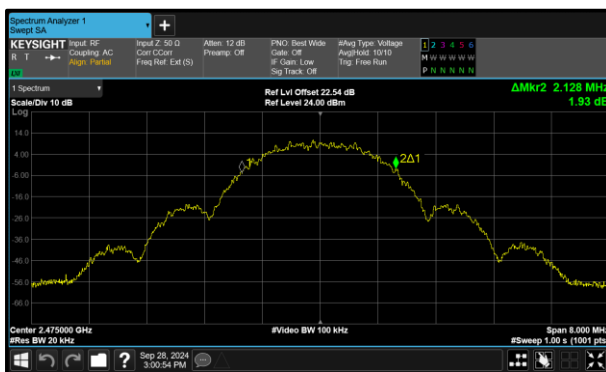 Spectrum Analyzer 1
Swept SA
+
KEYSIGHT
R T
Input: RF
Coupling: AC
Align: Partial
Input Z: 50 Ω
Corr CCorr
Freq Ref: Ext (S)
Atten: 12 dB
Preamp: Off
PNO: Best Wide
Gate: Off
IF Gain: Low
Sig Track: Off
#Avg Type: Voltage
Avg|Hold: 10/10
Trig: Free Run
1 2 3 4 5 6
M W W W W W
P N N N N N
1 Spectrum
Scale/Div 10 dB
Ref Lvl Offset 22.54 dB
Ref Level 24.00 dBm
ΔMkr2 2.128 MHz
1.93 dB
Log
14.0
4.00
-6.00
-16.0
-26.0
-36.0
-46.0
-56.0
-66.0
2Δ1
Center 2.475000 GHz
#Res BW 20 kHz
#Video BW 100 kHz
Span 8.000 MHz
#Sweep 1.00 s (1001 pts)
?
Sep 28, 2024
3:00:54 PM